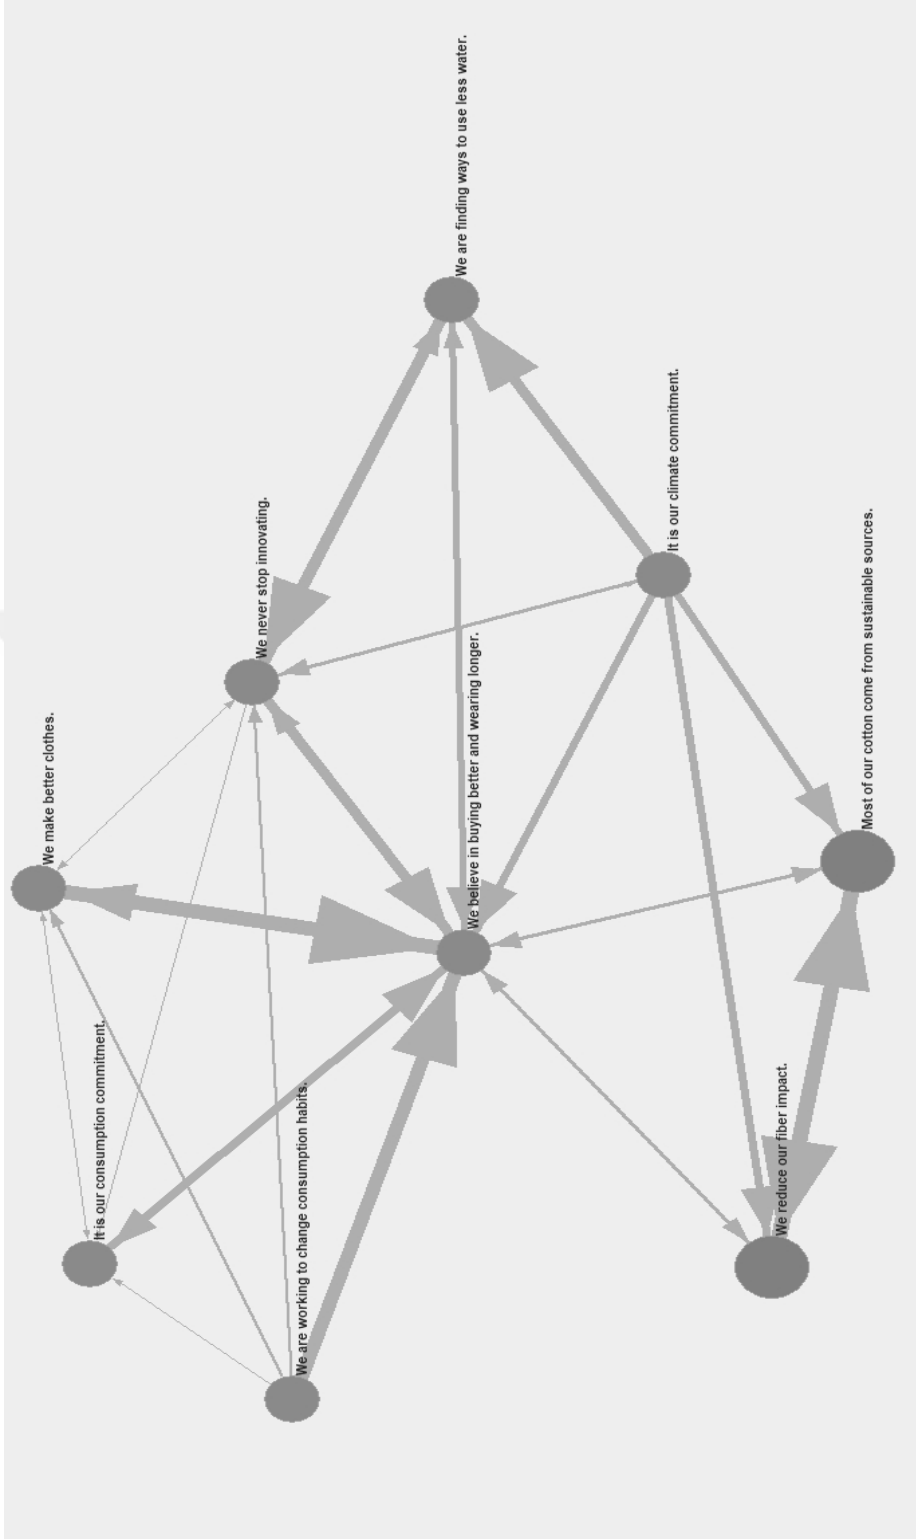 We make better clothes.
It is our consumption commitment.
We never stop innovating.
We are working to change consumption habits.
We are finding ways to use less water.
We believe in buying better and wearing longer.
It is our climate commitment.
We reduce our fiber impact.
Most of our cotton come from sustainable sources.